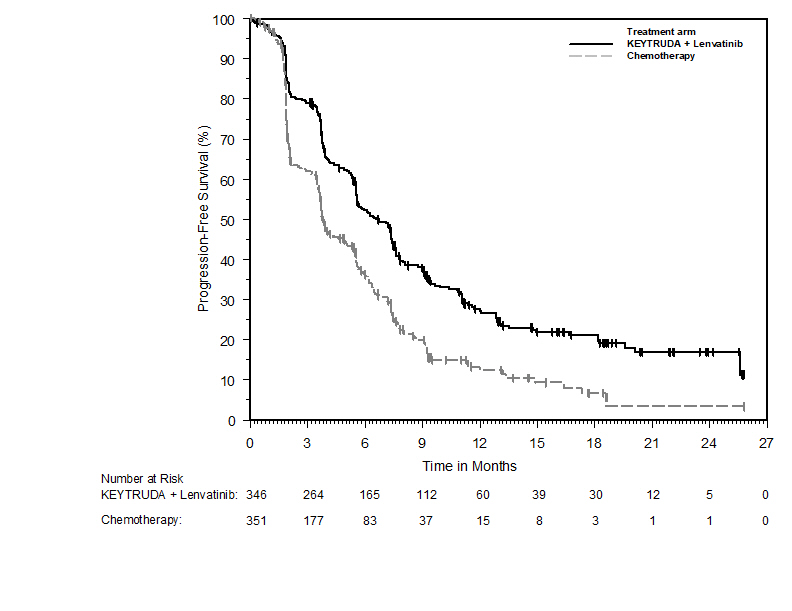 Treatment arm
KEYTRUDA + Lenvatinib
Chemotherapy
Progression-Free Survival (%)
100
90
80
70
60
50
40
30
20
10
0
0 3 6 9 12 15 18 21 24 27
Time in Months
Number at Risk
KEYTRUDA + Lenvatinib: 346 264 165 112 60 39 30 12 5 0
Chemotherapy: 351 177 83 37 15 8 3 1 1 0